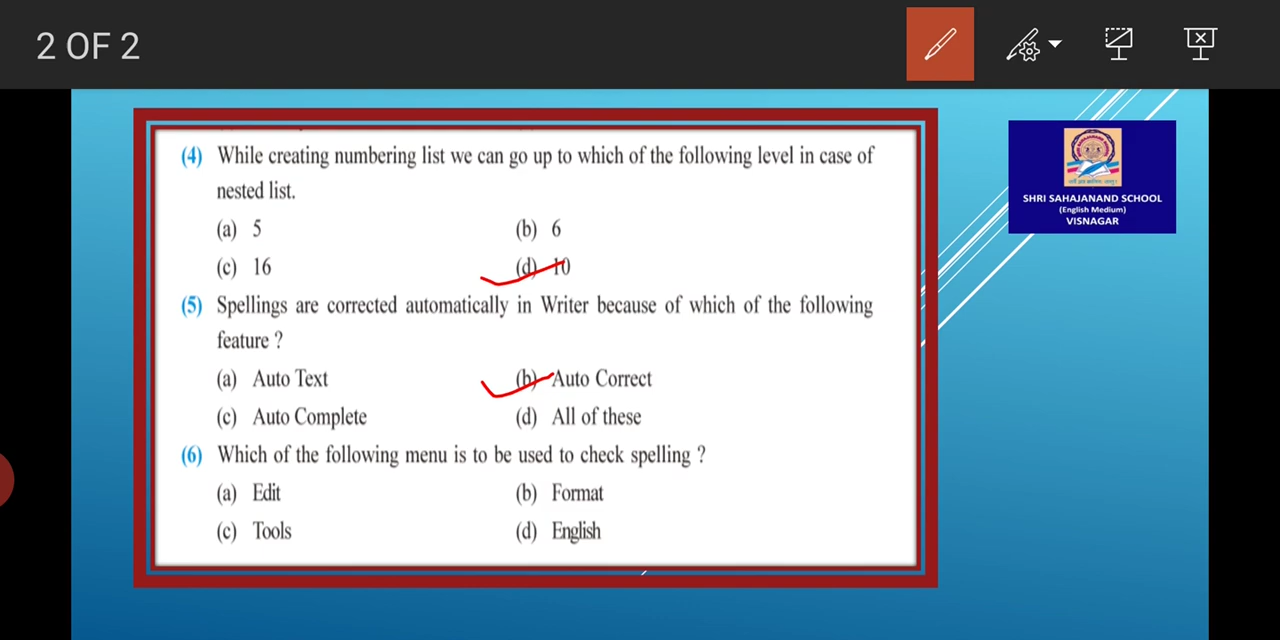 2 OF 2
(4) While creating numbering list we can go up to which of the following level in case of
nested list.
(a) 5 (b) 6
(c) 16 (d) 10
(5) Spellings are corrected automatically in Writer because of which of the following
feature ?
(a) Auto Text (b) Auto Correct
(c) Auto Complete (d) All of these
(6) Which of the following menu is to be used to check spelling ?
(a) Edit (b) Format
(c) Tools (d) English
SHRI SAHAJANAND SCHOOL
(English Medium)
VISNAGAR